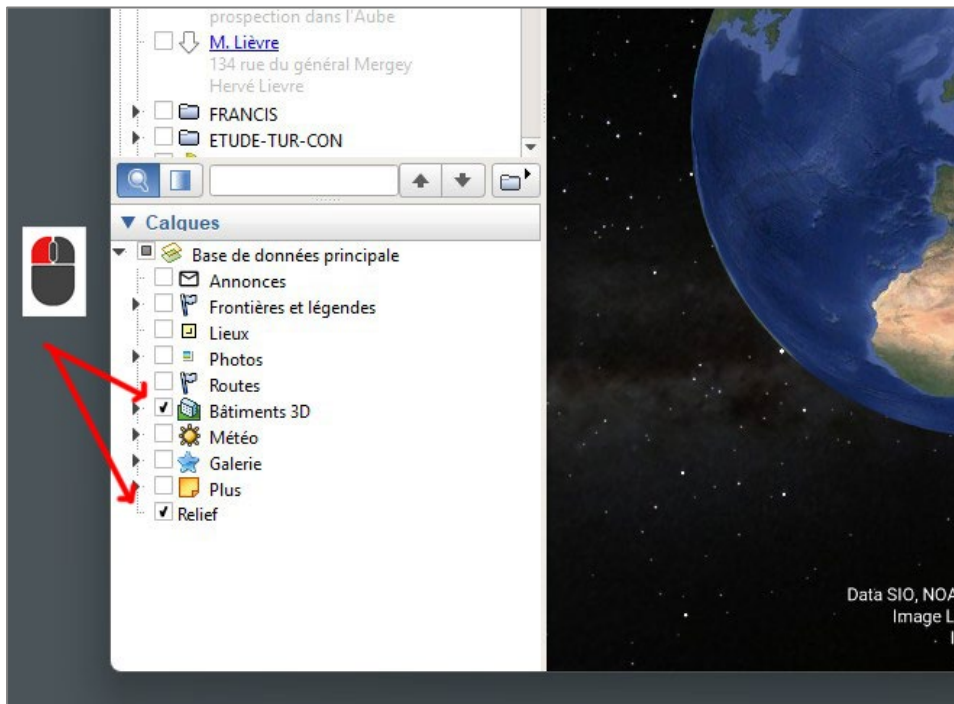 prospection dans l'Aube
M. Lièvre
134 rue du général Mergey
Hervé Lievre
FRANCIS
ETUDE-TUR-CON
Calques
Base de données principale
Annonces
Frontières et légendes
Lieux
Photos
Routes
Bâtiments 3D
Météo
Galerie
Plus
Relief
Data SIO, NOA
Image L